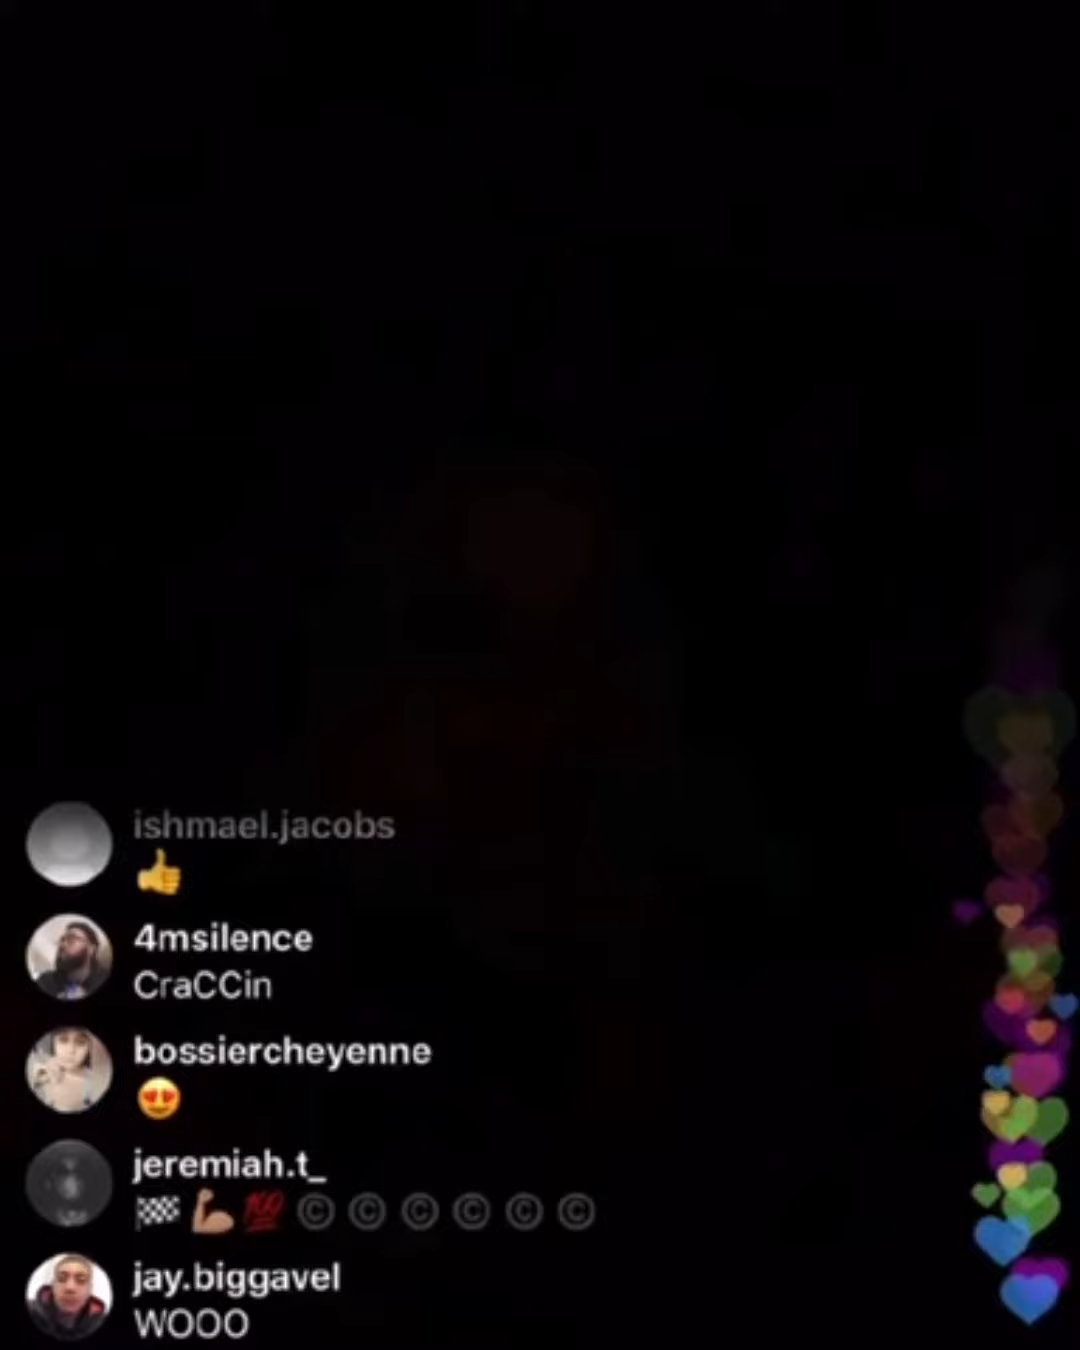 ishmael.jacobs
👍
4msilence
CraCCin
bossiercheyenne
😍
jeremiah.t_
🏁💪🏽💯©©©©©©
jay.biggavel
WOOO